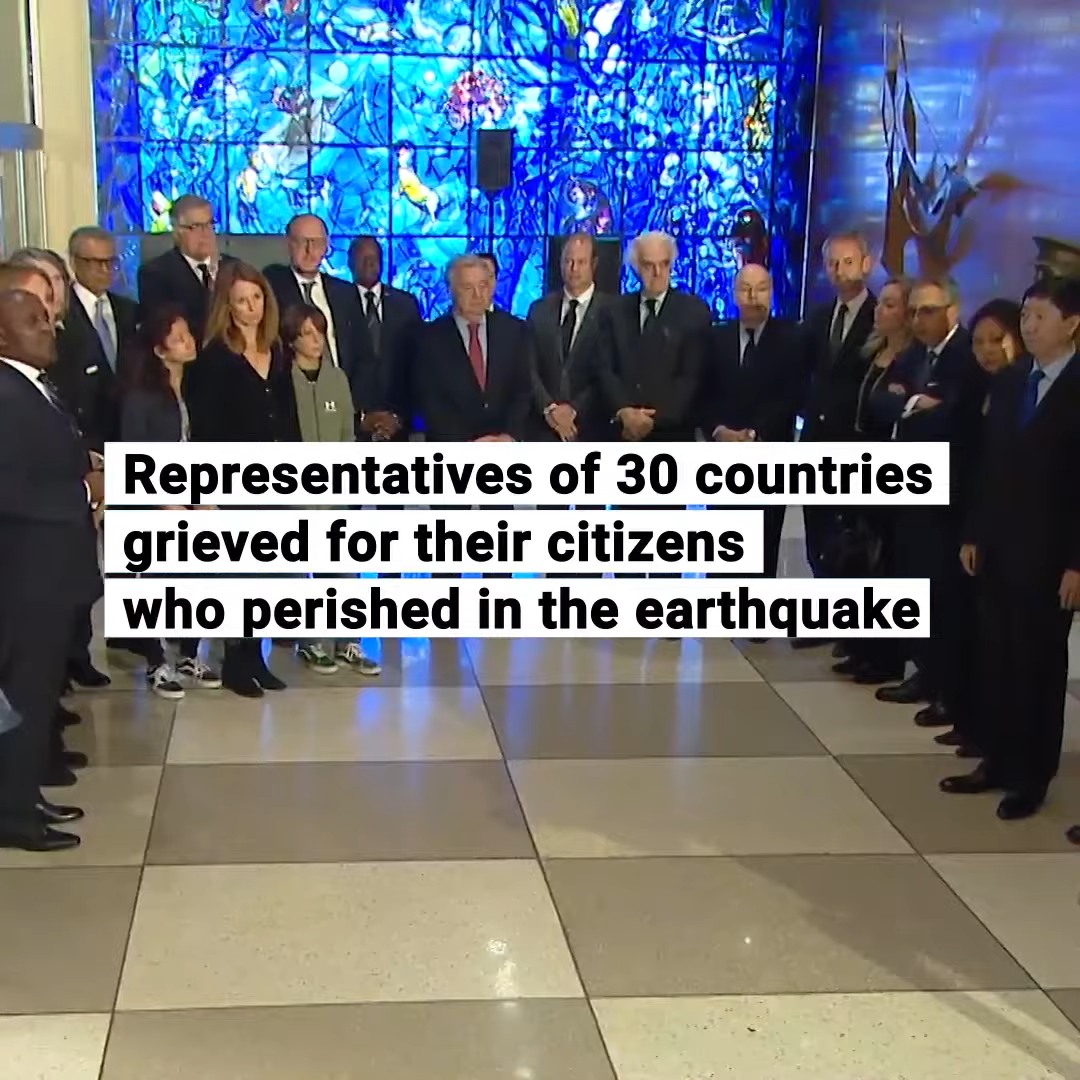 Representatives of 30 countries
grieved for their citizens
who perished in the earthquake